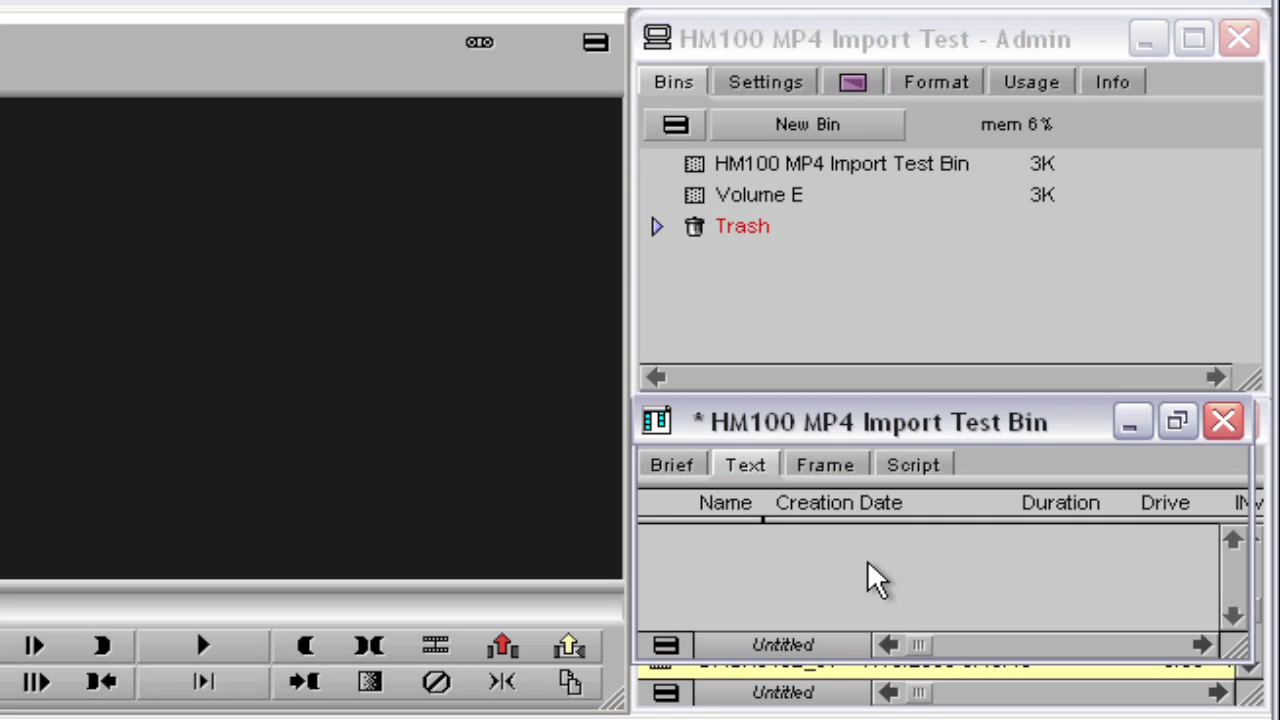 HM100 MP4 Import Test - Admin
Bins Settings Format Usage Info
New Bin mem 6%
HM100 MP4 Import Test Bin 3K
Volume E 3K
Trash
* HM100 MP4 Import Test Bin
Brief Text Frame Script
Name Creation Date Duration Drive
Untitled
Untitled